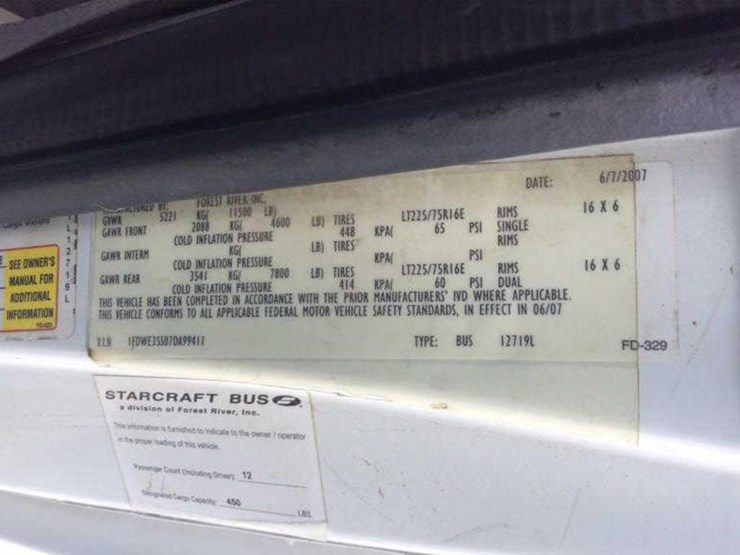 DATE: 6/7/2007
FOREST RIVER INC.
GVWR 5221 KG( 11500 LB)
GAWR FRONT 2088 KG( 4600 LB) TIRES LT225/75R16E RIMS 16 X 6
COLD INFLATION PRESSURE 448 KPA( 65 PSI SINGLE
GAWR INTERM KG( LB) TIRES RIMS
COLD INFLATION PRESSURE KPA( PSI
GAWR REAR 3541 KG( 7800 LB) TIRES LT225/75R16E RIMS 16 X 6
COLD INFLATION PRESSURE 414 KPA( 60 PSI DUAL
THIS VEHICLE HAS BEEN COMPLETED IN ACCORDANCE WITH THE PRIOR MANUFACTURERS' IVD WHERE APPLICABLE.
THIS VEHICLE CONFORMS TO ALL APPLICABLE FEDERAL MOTOR VEHICLE SAFETY STANDARDS, IN EFFECT IN 06/07
V.I.N 1FDWE35S07DA99411 TYPE: BUS 12719L
FD-329
SEE OWNER'S
MANUAL FOR
ADDITIONAL
INFORMATION
L
1
2
7
1
9
L
STARCRAFT BUS
a division of Forest River, Inc.
This information is furnished to indicate to the owner / operator
in the proper loading of this vehicle.
Passenger Count (Including Driver): 12
Designated Cargo Capacity: 450
LBS.